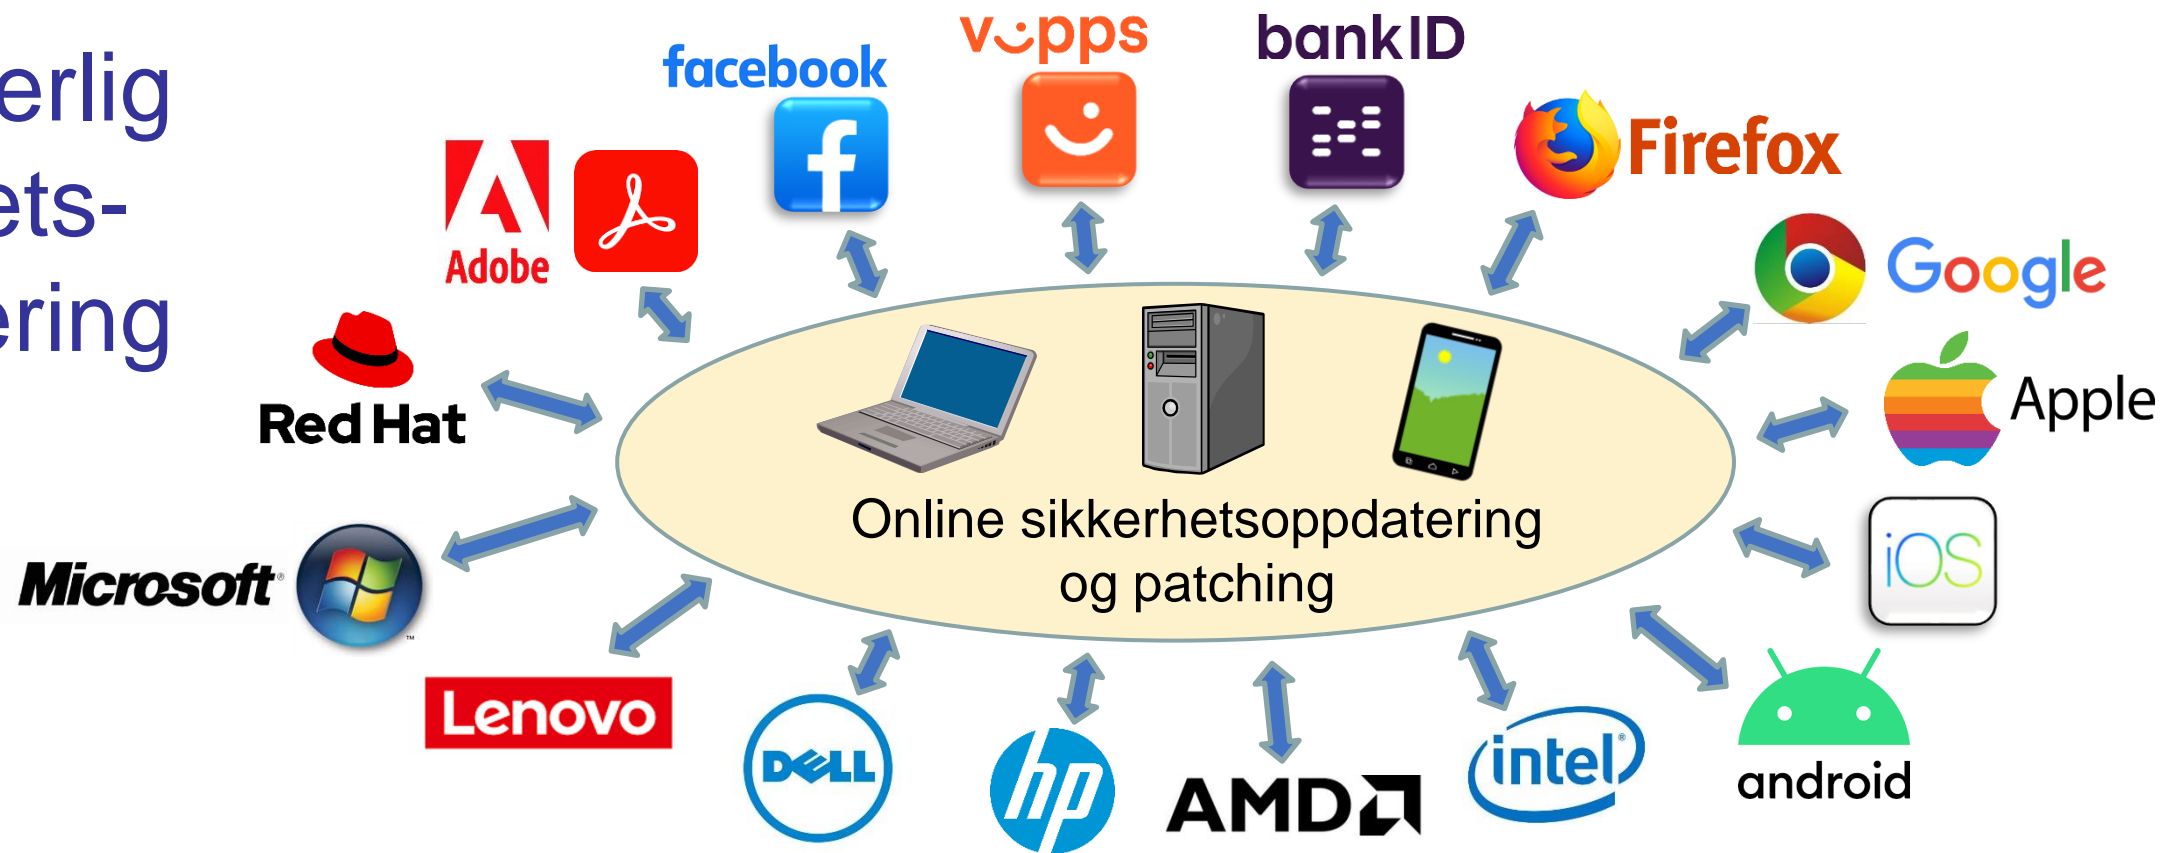 erlig
ets-
ering
facebook
vipps
bankID
Firefox
Adobe
Google
Red Hat
Apple
Online sikkerhetsoppdatering
og patching
iOS
Microsoft
Lenovo
DELL
hp
AMD
intel
android